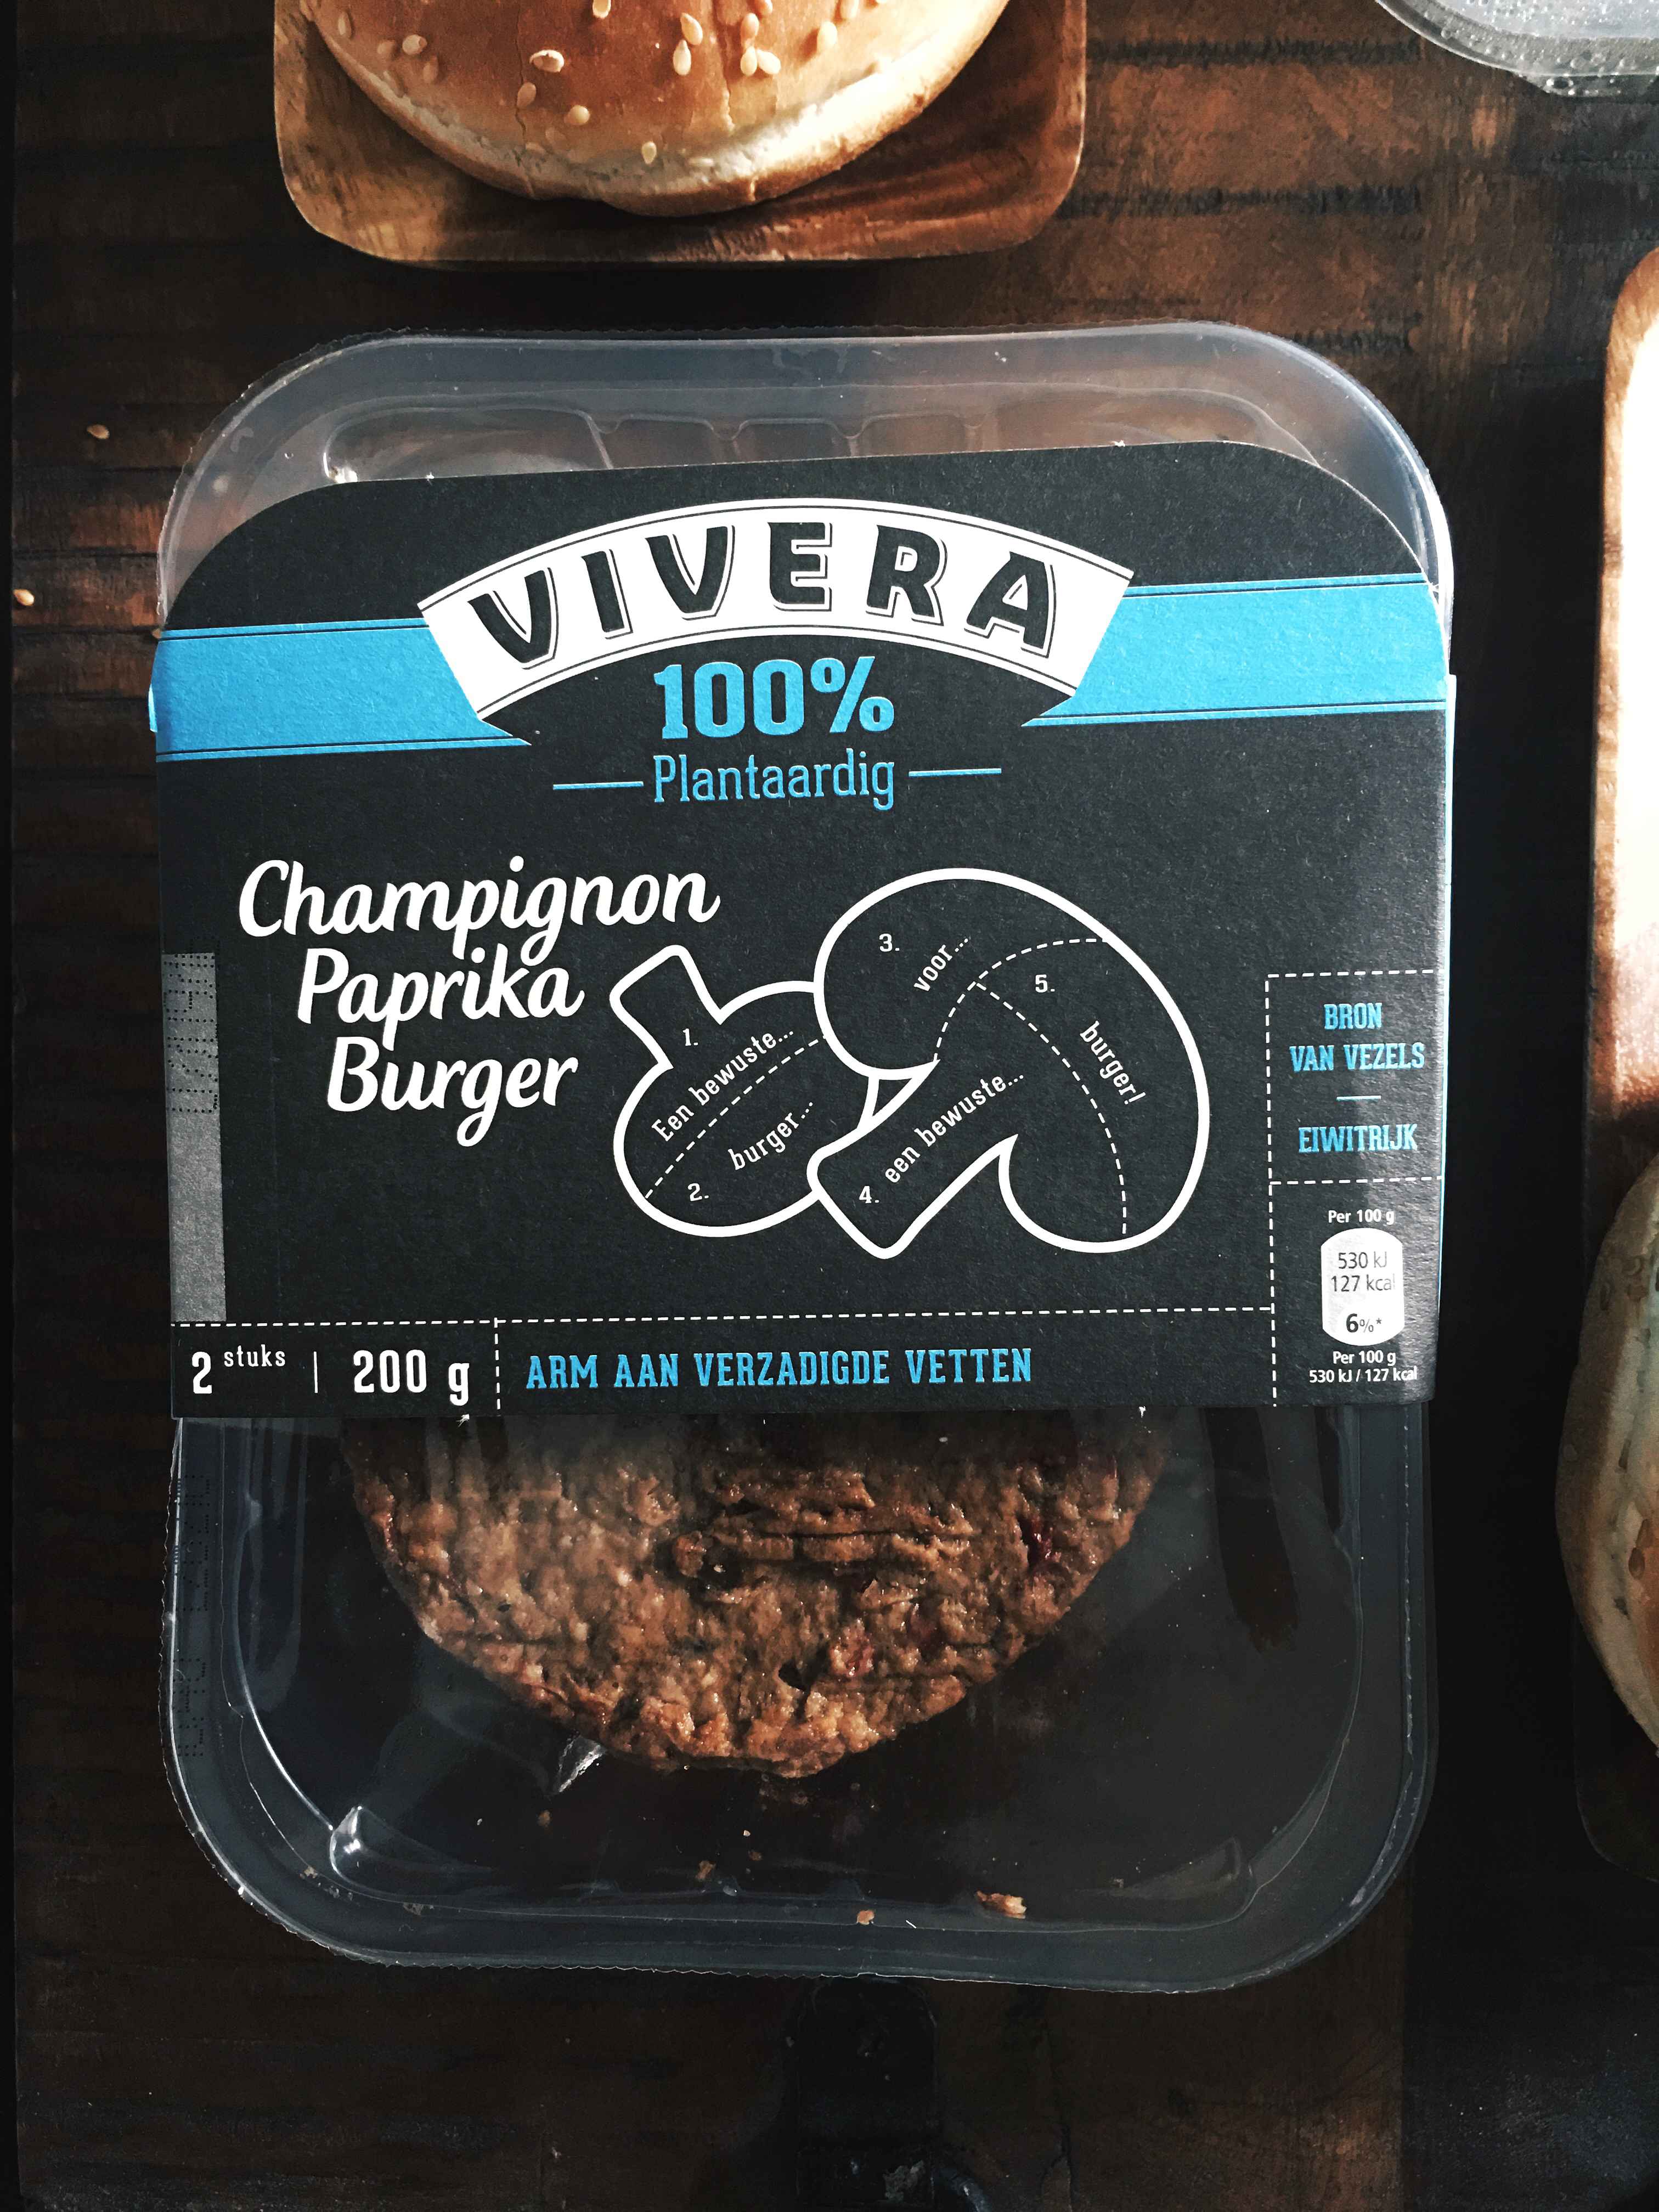 VIVERA
100%
Plantaardig
Champignon
Paprika
Burger
1.
Een bewuste...
2.
burger...
3.
voor...
4.
een bewuste...
5.
burger!
BRON
VAN VEZELS
EIWITRIJK
Per 100 g
530 kJ
127 kcal
6%*
Per 100 g
530 kJ / 127 kcal
2 stuks | 200 g
ARM AAN VERZADIGDE VETTEN